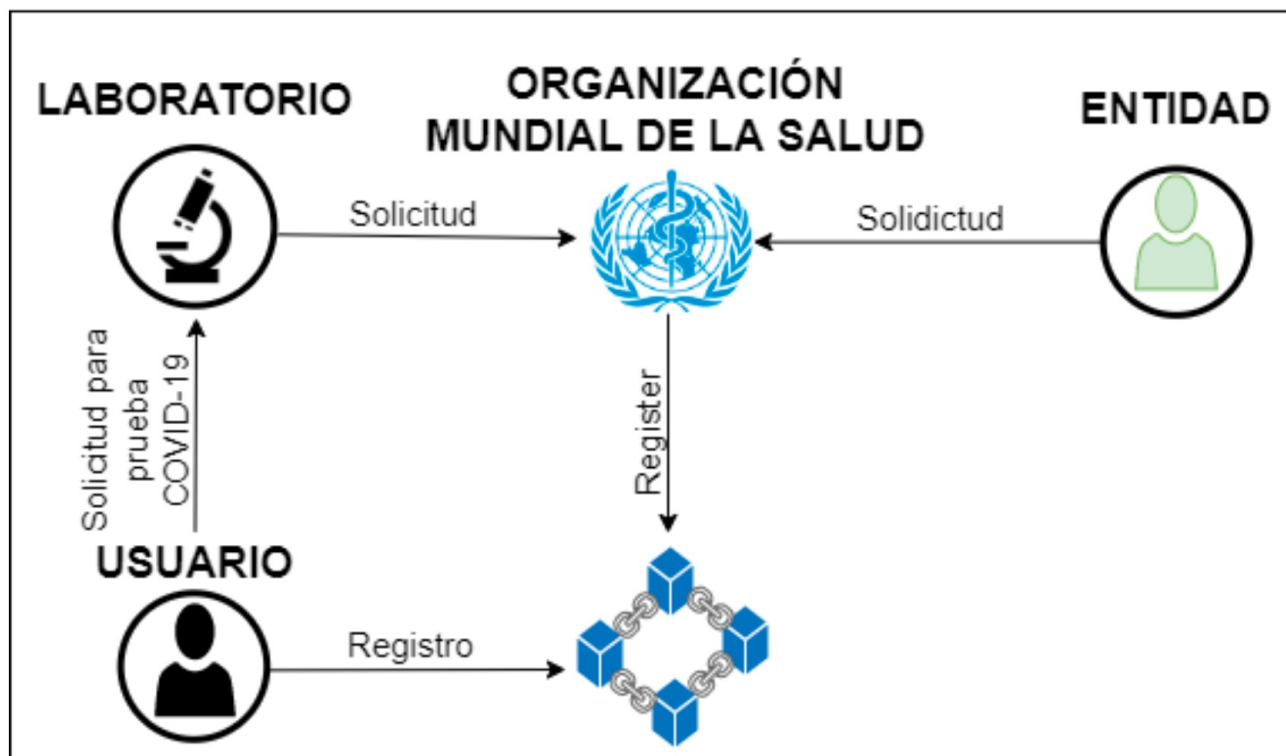 LABORATORIO
ORGANIZACIÓN
MUNDIAL DE LA SALUD
ENTIDAD
Solicitud
Solidictud
Solicitud para
prueba
COVID-19
Register
USUARIO
Registro